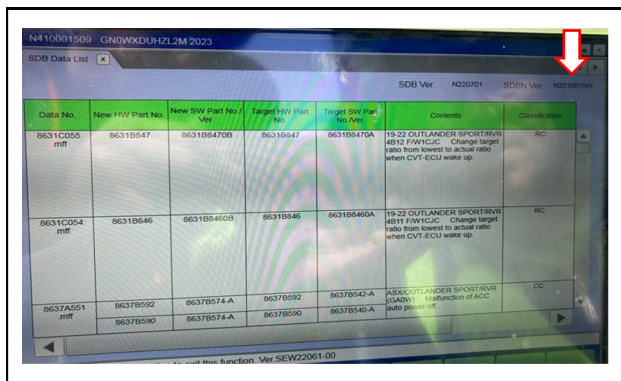 N410001509 GN0WXDUHZL2M 2023
SDB Data List
SDB Ver. N220701 SDBN Ver. N221001NR
Data No. New HW Part No. New SW Part No./Ver. Target HW Part No. Target SW Part No./Ver. Contents Classification
8631C055.mff 8631B847 8631B8470B 8631B847 8631B8470A 19-22 OUTLANDER SPORT/RVR RC
4B12 F/W1CJC Change target
ratio from lowest to actual ratio
when CVT-ECU wake up.
8631C054.mff 8631B846 8631B8460B 8631B846 8631B8460A 19-22 OUTLANDER SPORT/RVR RC
4B11 F/W1CJC Change target
ratio from lowest to actual ratio
when CVT-ECU wake up.
8637A551.mff 8637B592 8637B574-A 8637B592 8637B542-A ASX/OUTLANDER SPORT/RVR CC
(GA0W) Malfunction of ACC
8637B590 8637B574-A 8637B590 8637B540-A auto power off.
to exit this function. Ver.SEW22061-00